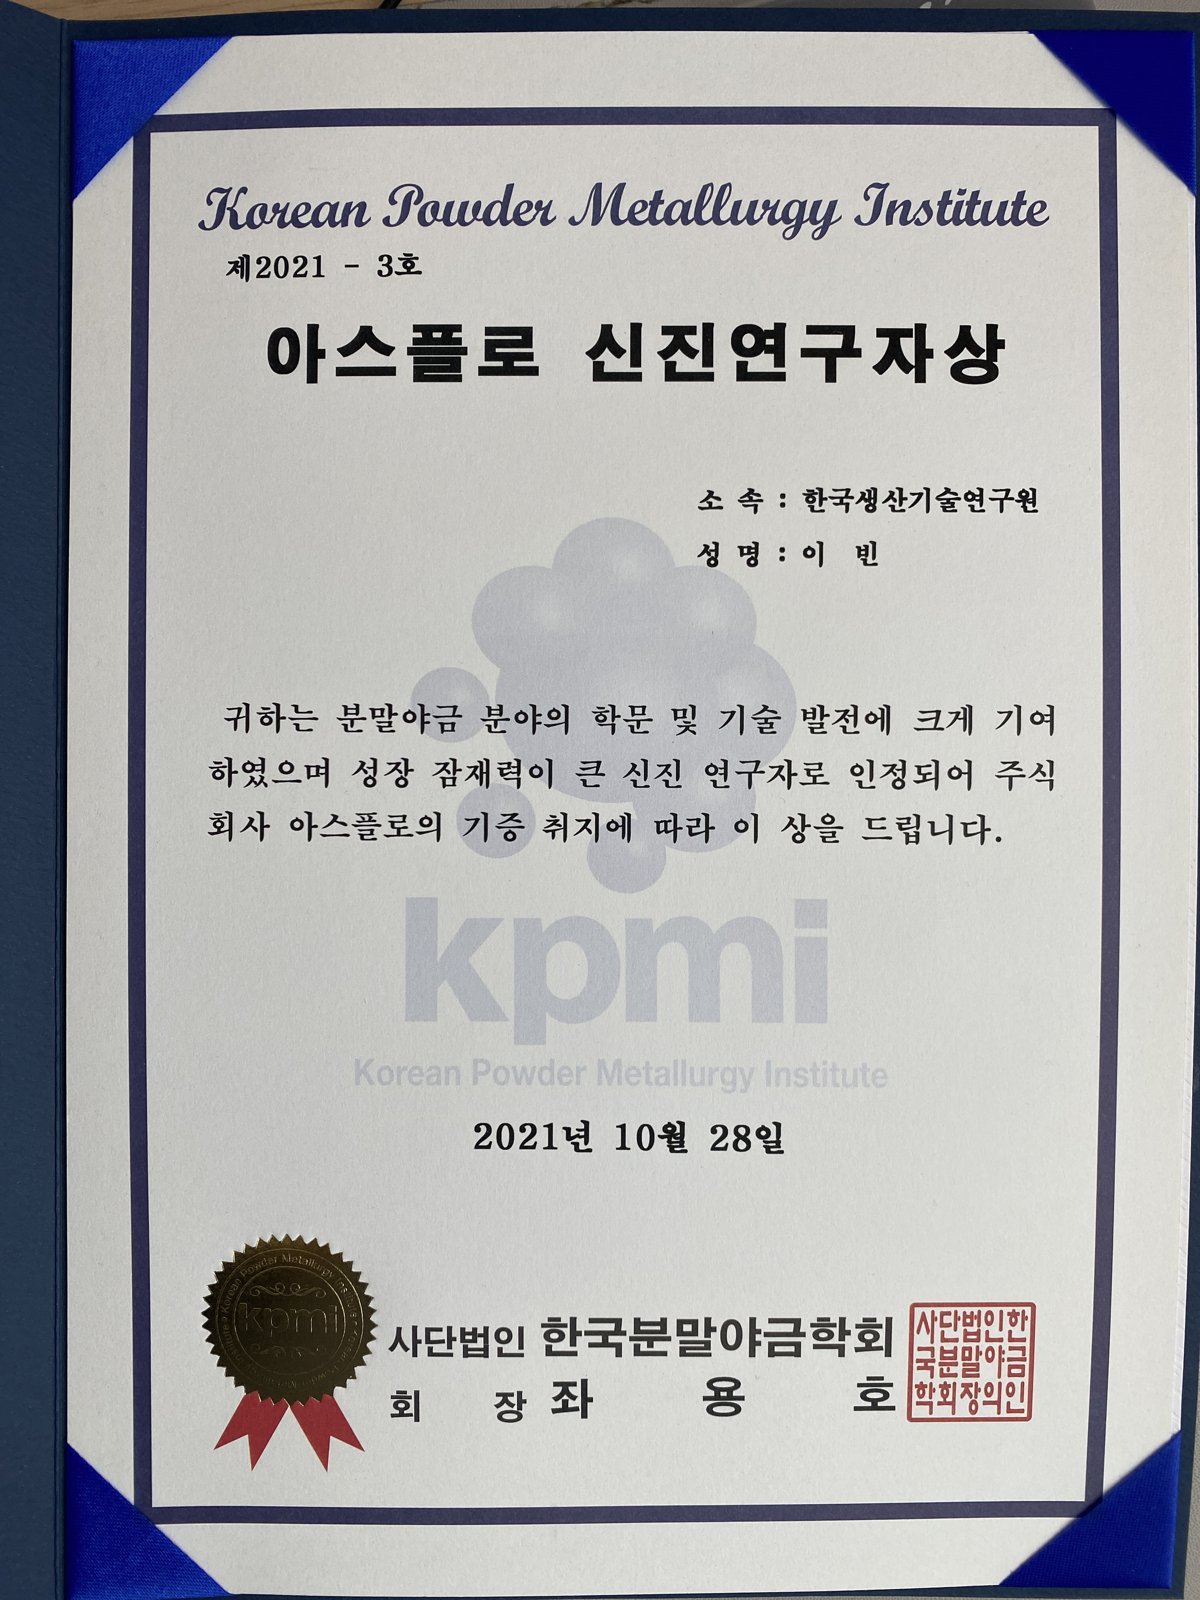 Korean Powder Metallurgy Institute
제2021 - 3호
아스플로 신진연구자상
소 속 : 한국생산기술연구원
성 명 : 이 빈
귀하는 분말야금 분야의 학문 및 기술 발전에 크게 기여
하였으며 성장 잠재력이 큰 신진 연구자로 인정되어 주식
회사 아스플로의 기증 취지에 따라 이 상을 드립니다.
kpmi
Korean Powder Metallurgy Institute
2021년 10월 28일
Korean Powder Metallurgy Institute
kpmi
사단법인 한국분말야금학회
회 장 좌 용 호
사단법인한
국분말야금
학회장의인